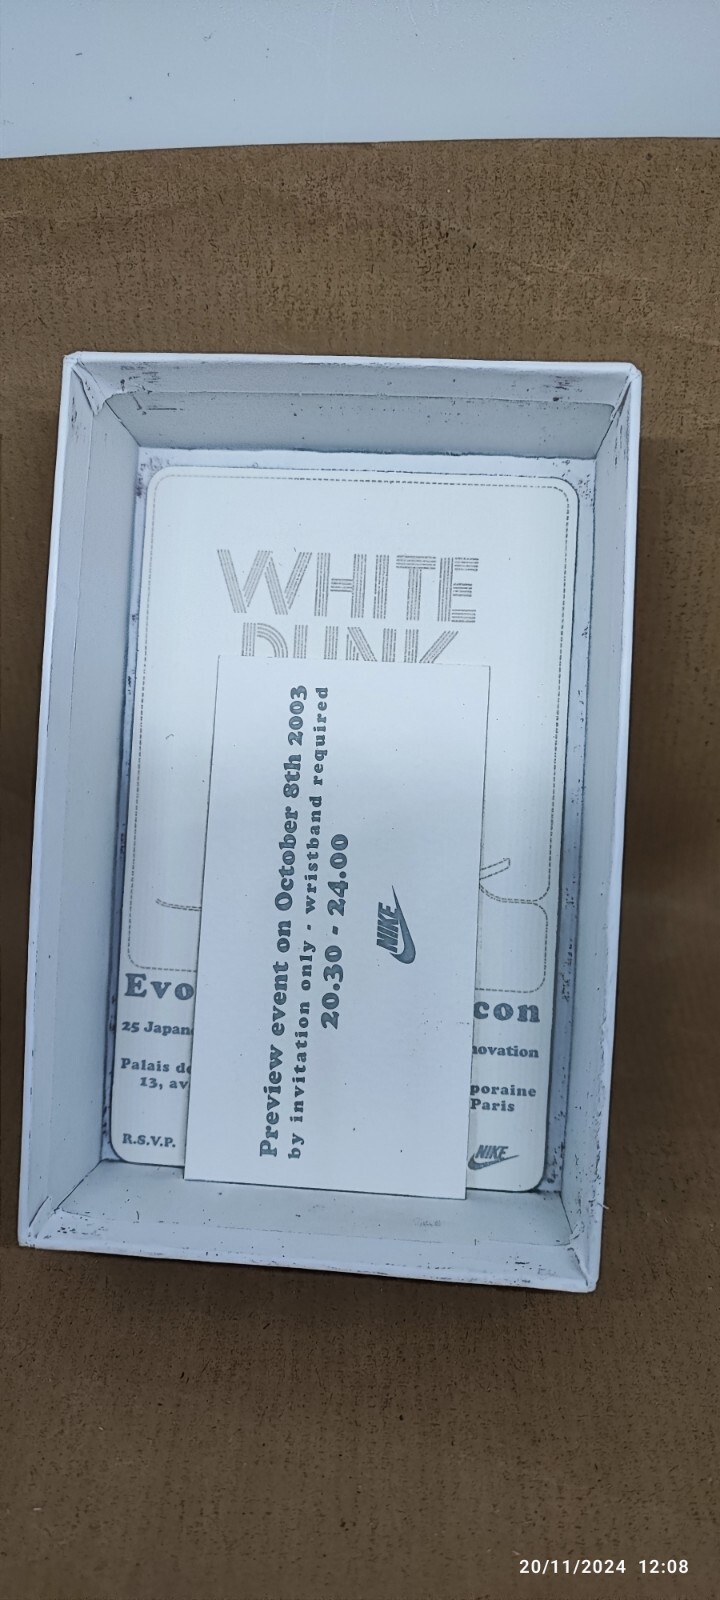 WHITE
DUNK
Preview event on October 8th 2003
by invitation only - wristband required
20.30 - 24.00
NIKE
Evo
con
25 Japan
novation
Palais de
poraine
13, av
Paris
R.S.V.P.
NIKE
20/11/2024 12:08